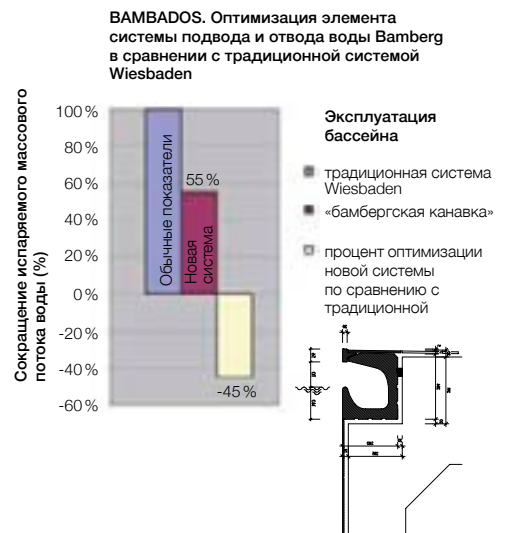 BAMBADOS. Оптимизация элемента
системы подвода и отвода воды Bamberg
в сравнении с традиционной системой
Wiesbaden
Сокращение испаряемого массового
потока воды (%)
100 %
80 %
60 %
40 %
20 %
0 %
-20 %
-40 %
-60 %
Обычные показатели
55 %
Новая
система
-45 %
Эксплуатация
бассейна
традиционная система
Wiesbaden
«бамбергская канавка»
процент оптимизации
новой системы
по сравнению с
традиционной